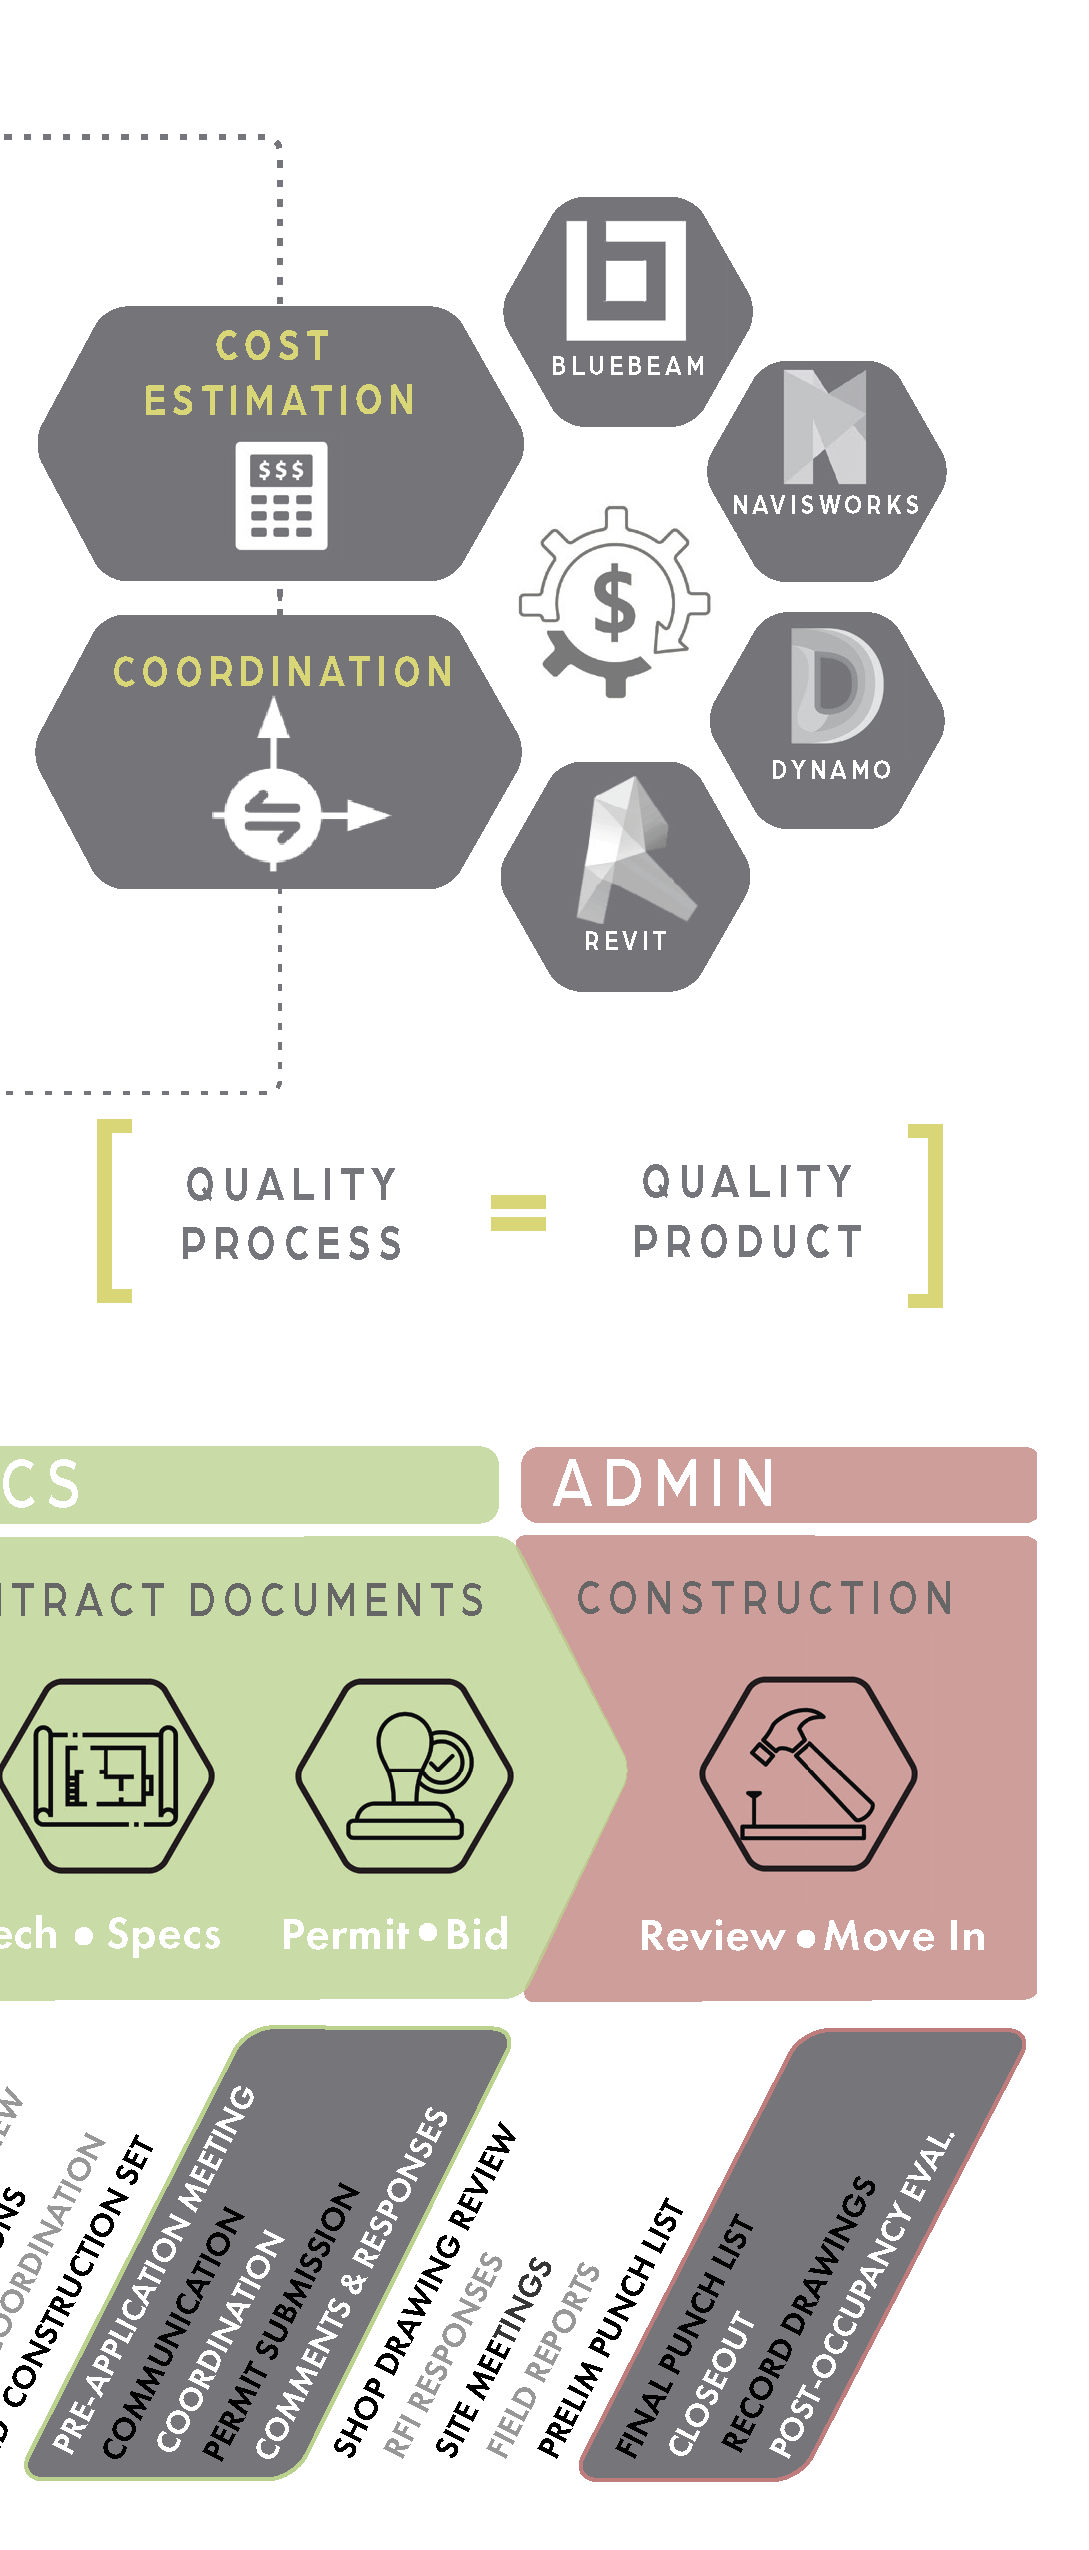 COST
ESTIMATION
$$$
BLUEBEAM
NAVISWORKS
$
COORDINATION
DYNAMO
REVIT
QUALITY
PROCESS
=
QUALITY
PRODUCT
CS
ADMIN
NTRACT DOCUMENTS
CONSTRUCTION
ech • Specs
Permit • Bid
Review • Move In
EW
ONS
COORDINATION
D CONSTRUCTION SET
PRE-APPLICATION MEETING
COMMUNICATION
COORDINATION
PERMIT SUBMISSION
COMMENTS & RESPONSES
SHOP DRAWING REVIEW
RFI RESPONSES
SITE MEETINGS
FIELD REPORTS
PRELIM PUNCH LIST
FINAL PUNCH LIST
CLOSEOUT
RECORD DRAWINGS
POST-OCCUPANCY EVAL.